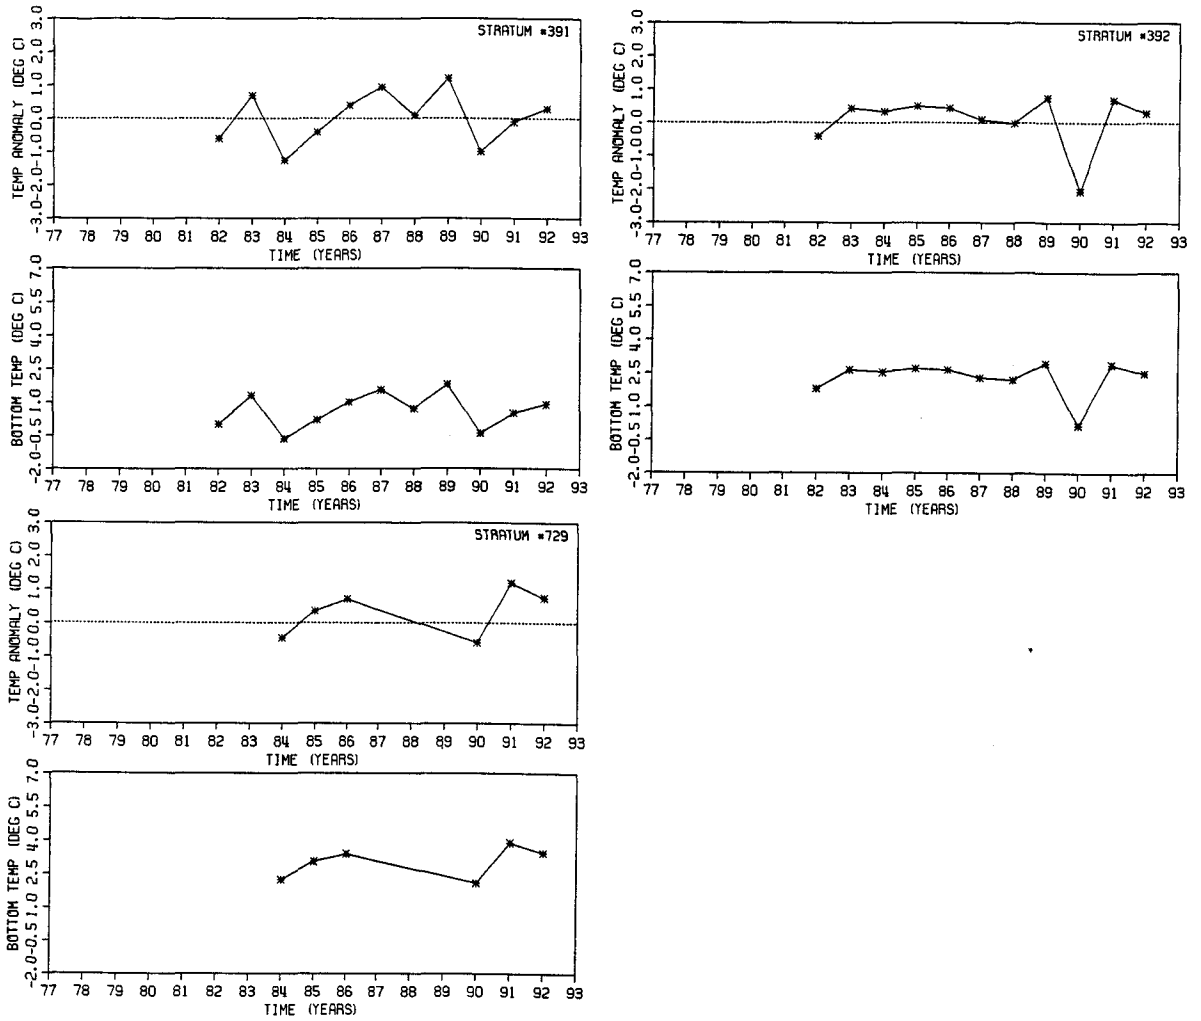 STRATUM #391
TEMP ANOMALY (DEG C)
3.0
2.0
1.0
0.0
-1.0
-2.0
-3.0
77 78 79 80 81 82 83 84 85 86 87 88 89 90 91 92 93
TIME (YEARS)
BOTTOM TEMP (DEG C)
7.0
5.5
4.0
2.5
1.0
-0.5
-2.0
77 78 79 80 81 82 83 84 85 86 87 88 89 90 91 92 93
TIME (YEARS)
STRATUM #392
TEMP ANOMALY (DEG C)
3.0
2.0
1.0
0.0
-1.0
-2.0
-3.0
77 78 79 80 81 82 83 84 85 86 87 88 89 90 91 92 93
TIME (YEARS)
BOTTOM TEMP (DEG C)
7.0
5.5
4.0
2.5
1.0
-0.5
-2.0
77 78 79 80 81 82 83 84 85 86 87 88 89 90 91 92 93
TIME (YEARS)
STRATUM #729
TEMP ANOMALY (DEG C)
3.0
2.0
1.0
0.0
-1.0
-2.0
-3.0
77 78 79 80 81 82 83 84 85 86 87 88 89 90 91 92 93
TIME (YEARS)
BOTTOM TEMP (DEG C)
7.0
5.5
4.0
2.5
1.0
-0.5
-2.0
77 78 79 80 81 82 83 84 85 86 87 88 89 90 91 92 93
TIME (YEARS)